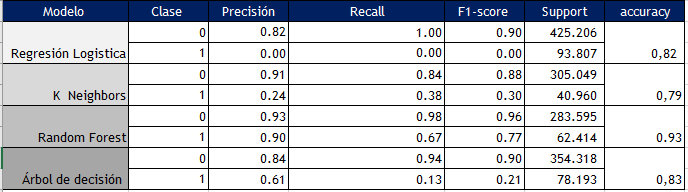 Modelo Clase Precisión Recall F1-score Support accuracy
0 0.82 1.00 0.90 425.206
Regresión Logistica 1 0.00 0.00 0.00 93.807 0,82
0 0.91 0.84 0.88 305.049
K Neighbors 1 0.24 0.38 0.30 40.960 0,79
0 0.93 0.98 0.96 283.595
Random Forest 1 0.90 0.67 0.77 62.414 0.93
0 0.84 0.94 0.90 354.318
Árbol de decisión 1 0.61 0.13 0.21 78.193 0,83